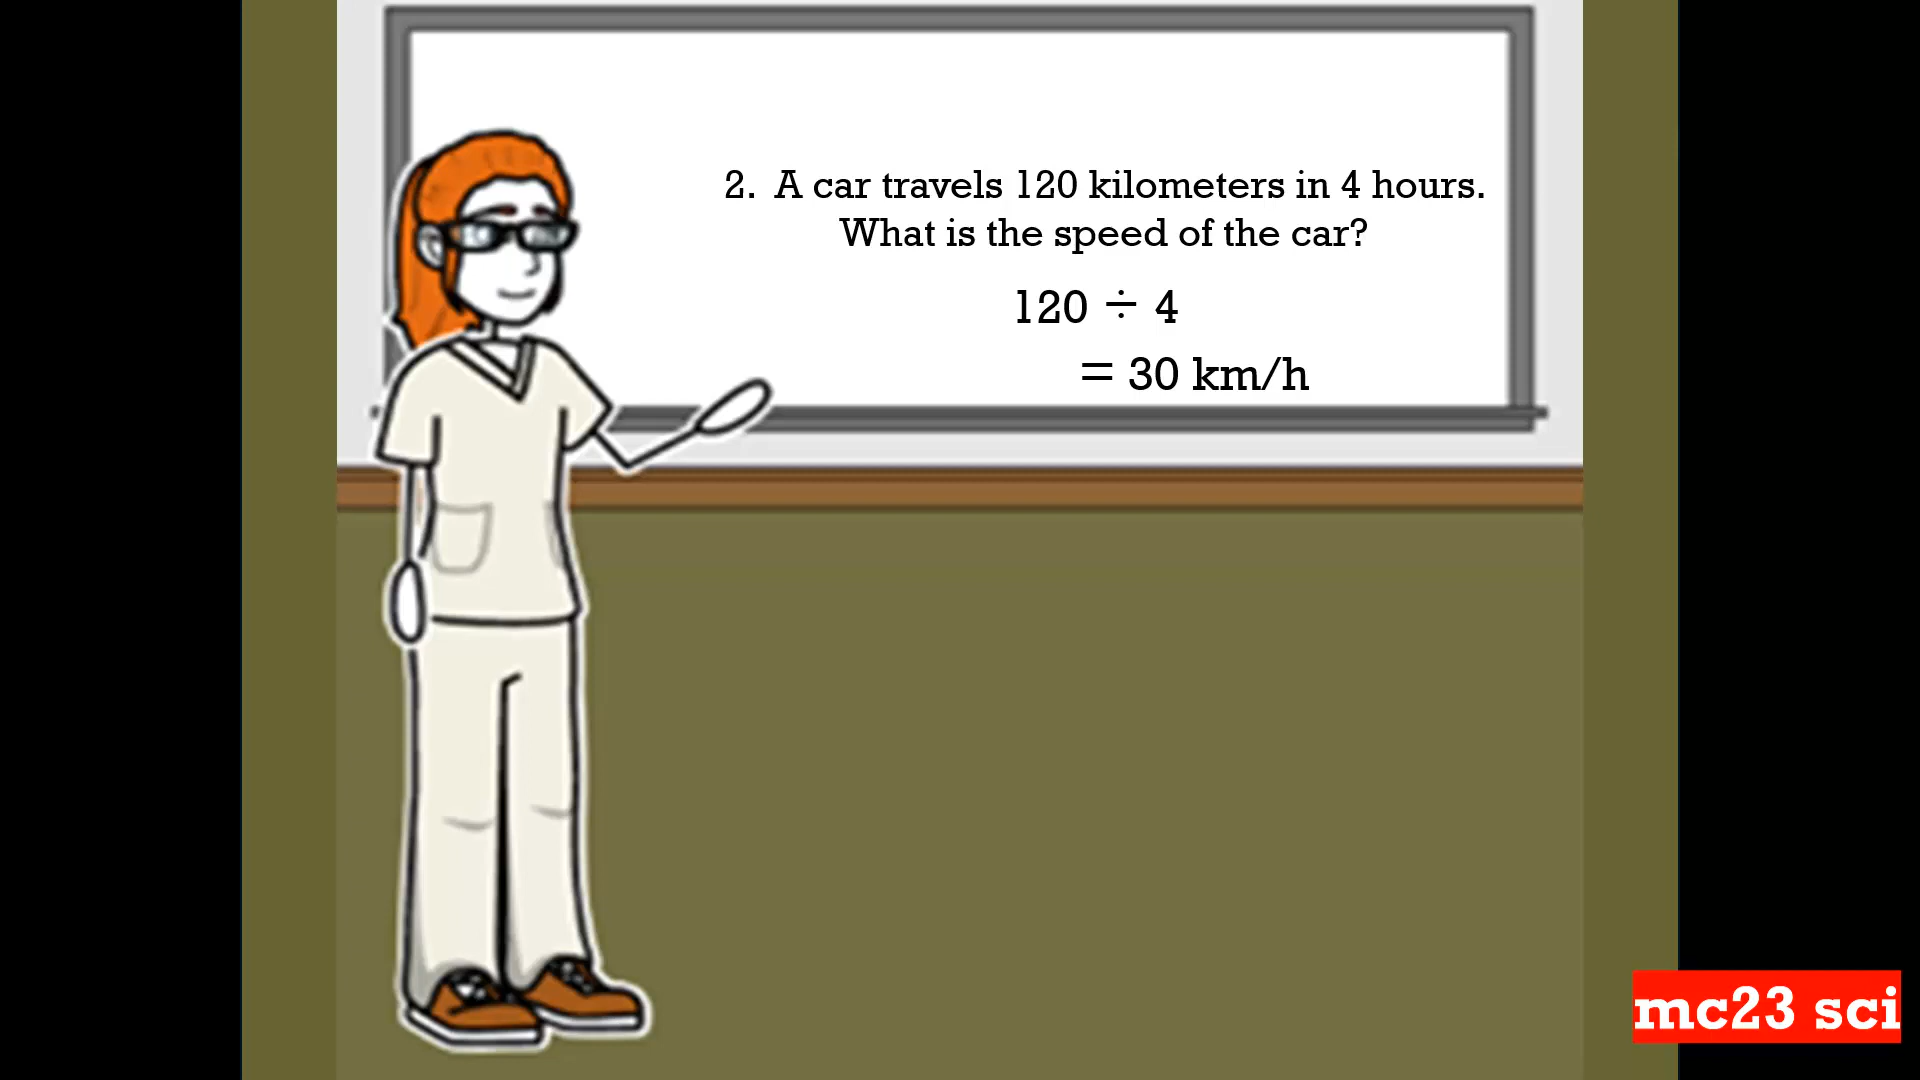 2. A car travels 120 kilometers in 4 hours.
What is the speed of the car?
120 ÷ 4
= 30 km/h
mc23 sci